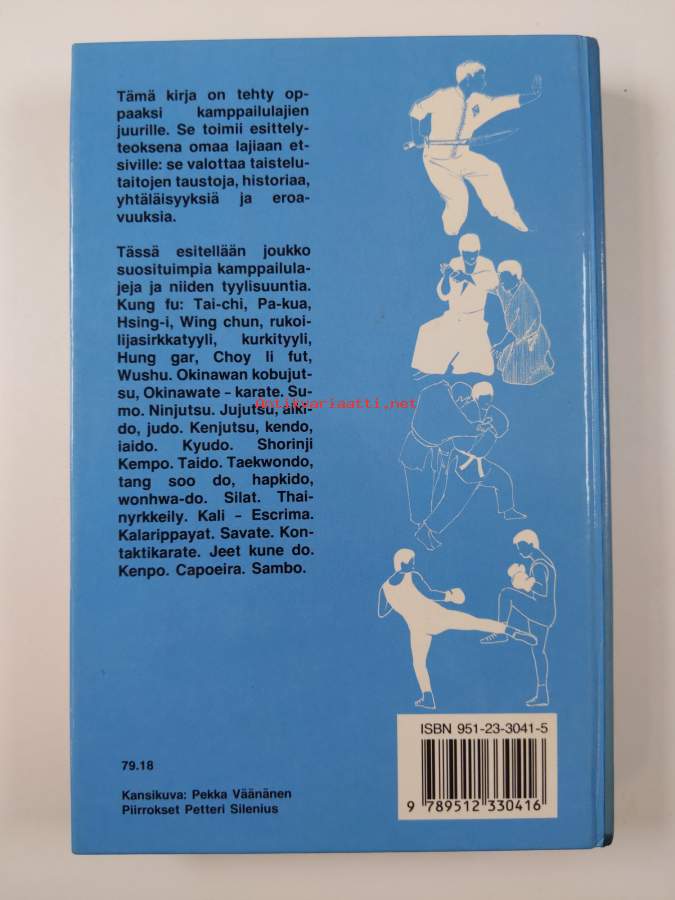 Tämä kirja on tehty op-
paaksi kamppailulajien
juurille. Se toimii esittely-
teoksena omaa lajiaan et-
siville: se valottaa taistelu-
taitojen taustoja, historiaa,
yhtäläisyyksiä ja eroa-
vuuksia.
Tässä esitellään joukko
suosituimpia kamppailula-
jeja ja niiden tyylisuuntia.
Kung fu: Tai-chi, Pa-kua,
Hsing-i, Wing chun, rukoi-
lijasirkkatyyli, kurkityyli,
Hung gar, Choy li fut,
Wushu. Okinawan kobujut-
su, Okinawate – karate. Su-
mo. Ninjutsu. Jujutsu, aiki-
do, judo. Kenjutsu, kendo,
iaido. Kyudo. Shorinji
Kempo. Taido. Taekwondo,
tang soo do, hapkido,
wonhwa-do. Silat. Thai-
nyrkkeily. Kali – Escrima.
Kalarippayat. Savate. Kon-
taktikarate. Jeet kune do.
Kenpo. Capoeira. Sambo.
Antikvariaatti.net
79.18
Kansikuva: Pekka Väänänen
Piirrokset Petteri Silenius
ISBN 951-23-3041-5
9 789512 330416